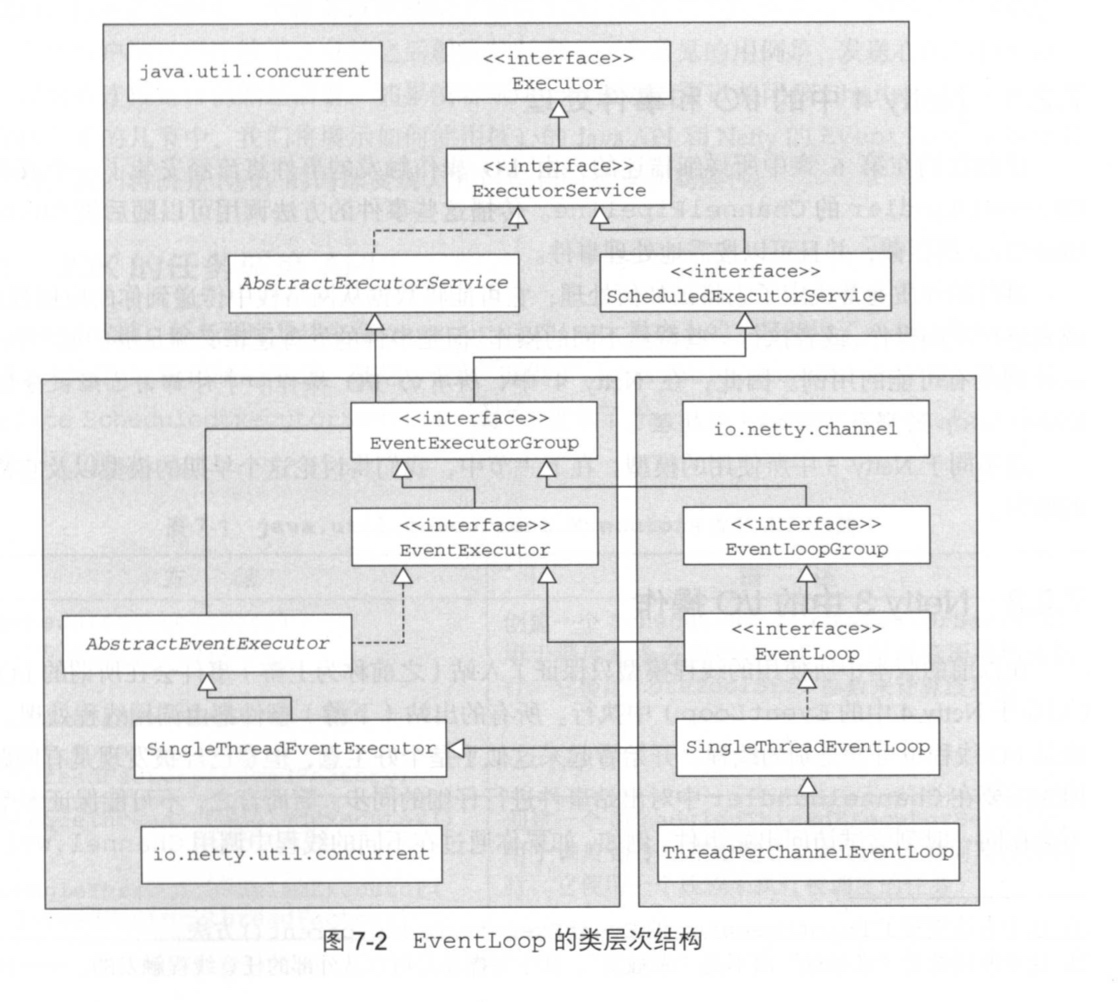 java.util.concurrent
<<interface>>
Executor
<<interface>>
ExecutorService
AbstractExecutorService
<<interface>>
ScheduledExecutorService
<<interface>>
EventExecutorGroup
io.netty.channel
<<interface>>
EventExecutor
<<interface>>
EventLoopGroup
AbstractEventExecutor
<<interface>>
EventLoop
SingleThreadEventExecutor
SingleThreadEventLoop
io.netty.util.concurrent
ThreadPerChannelEventLoop
图 7-2 EventLoop 的类层次结构